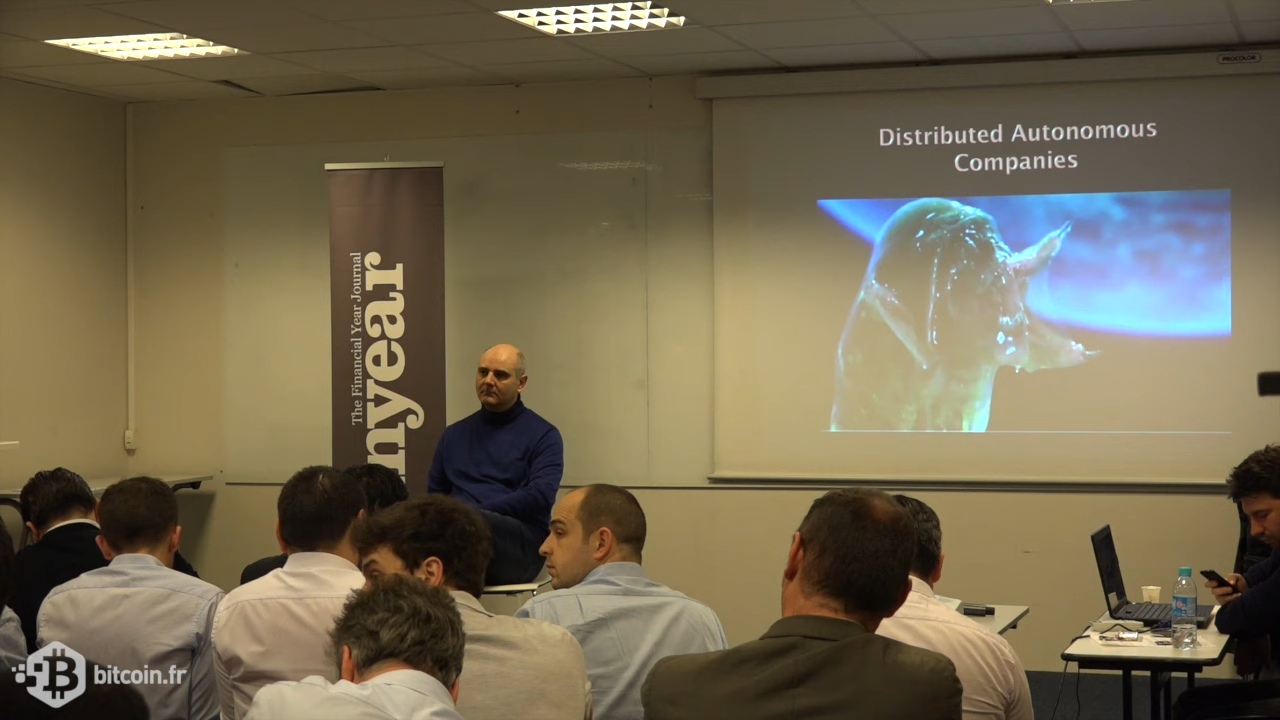 PROCOLOR
Distributed Autonomous
Companies
The Financial Year Journal
nyear
bitcoin.fr